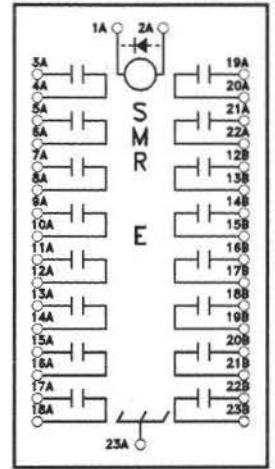 1A 2A
3A 19A
4A 20A
5A 21A
6A 22A
7A 12B
8A 13B
9A 14B
10A 15B
11A 16B
12A 17B
13A 18B
14A 19B
15A 20B
16A 21B
17A 22B
18A 23B
S
M
R
E
23A